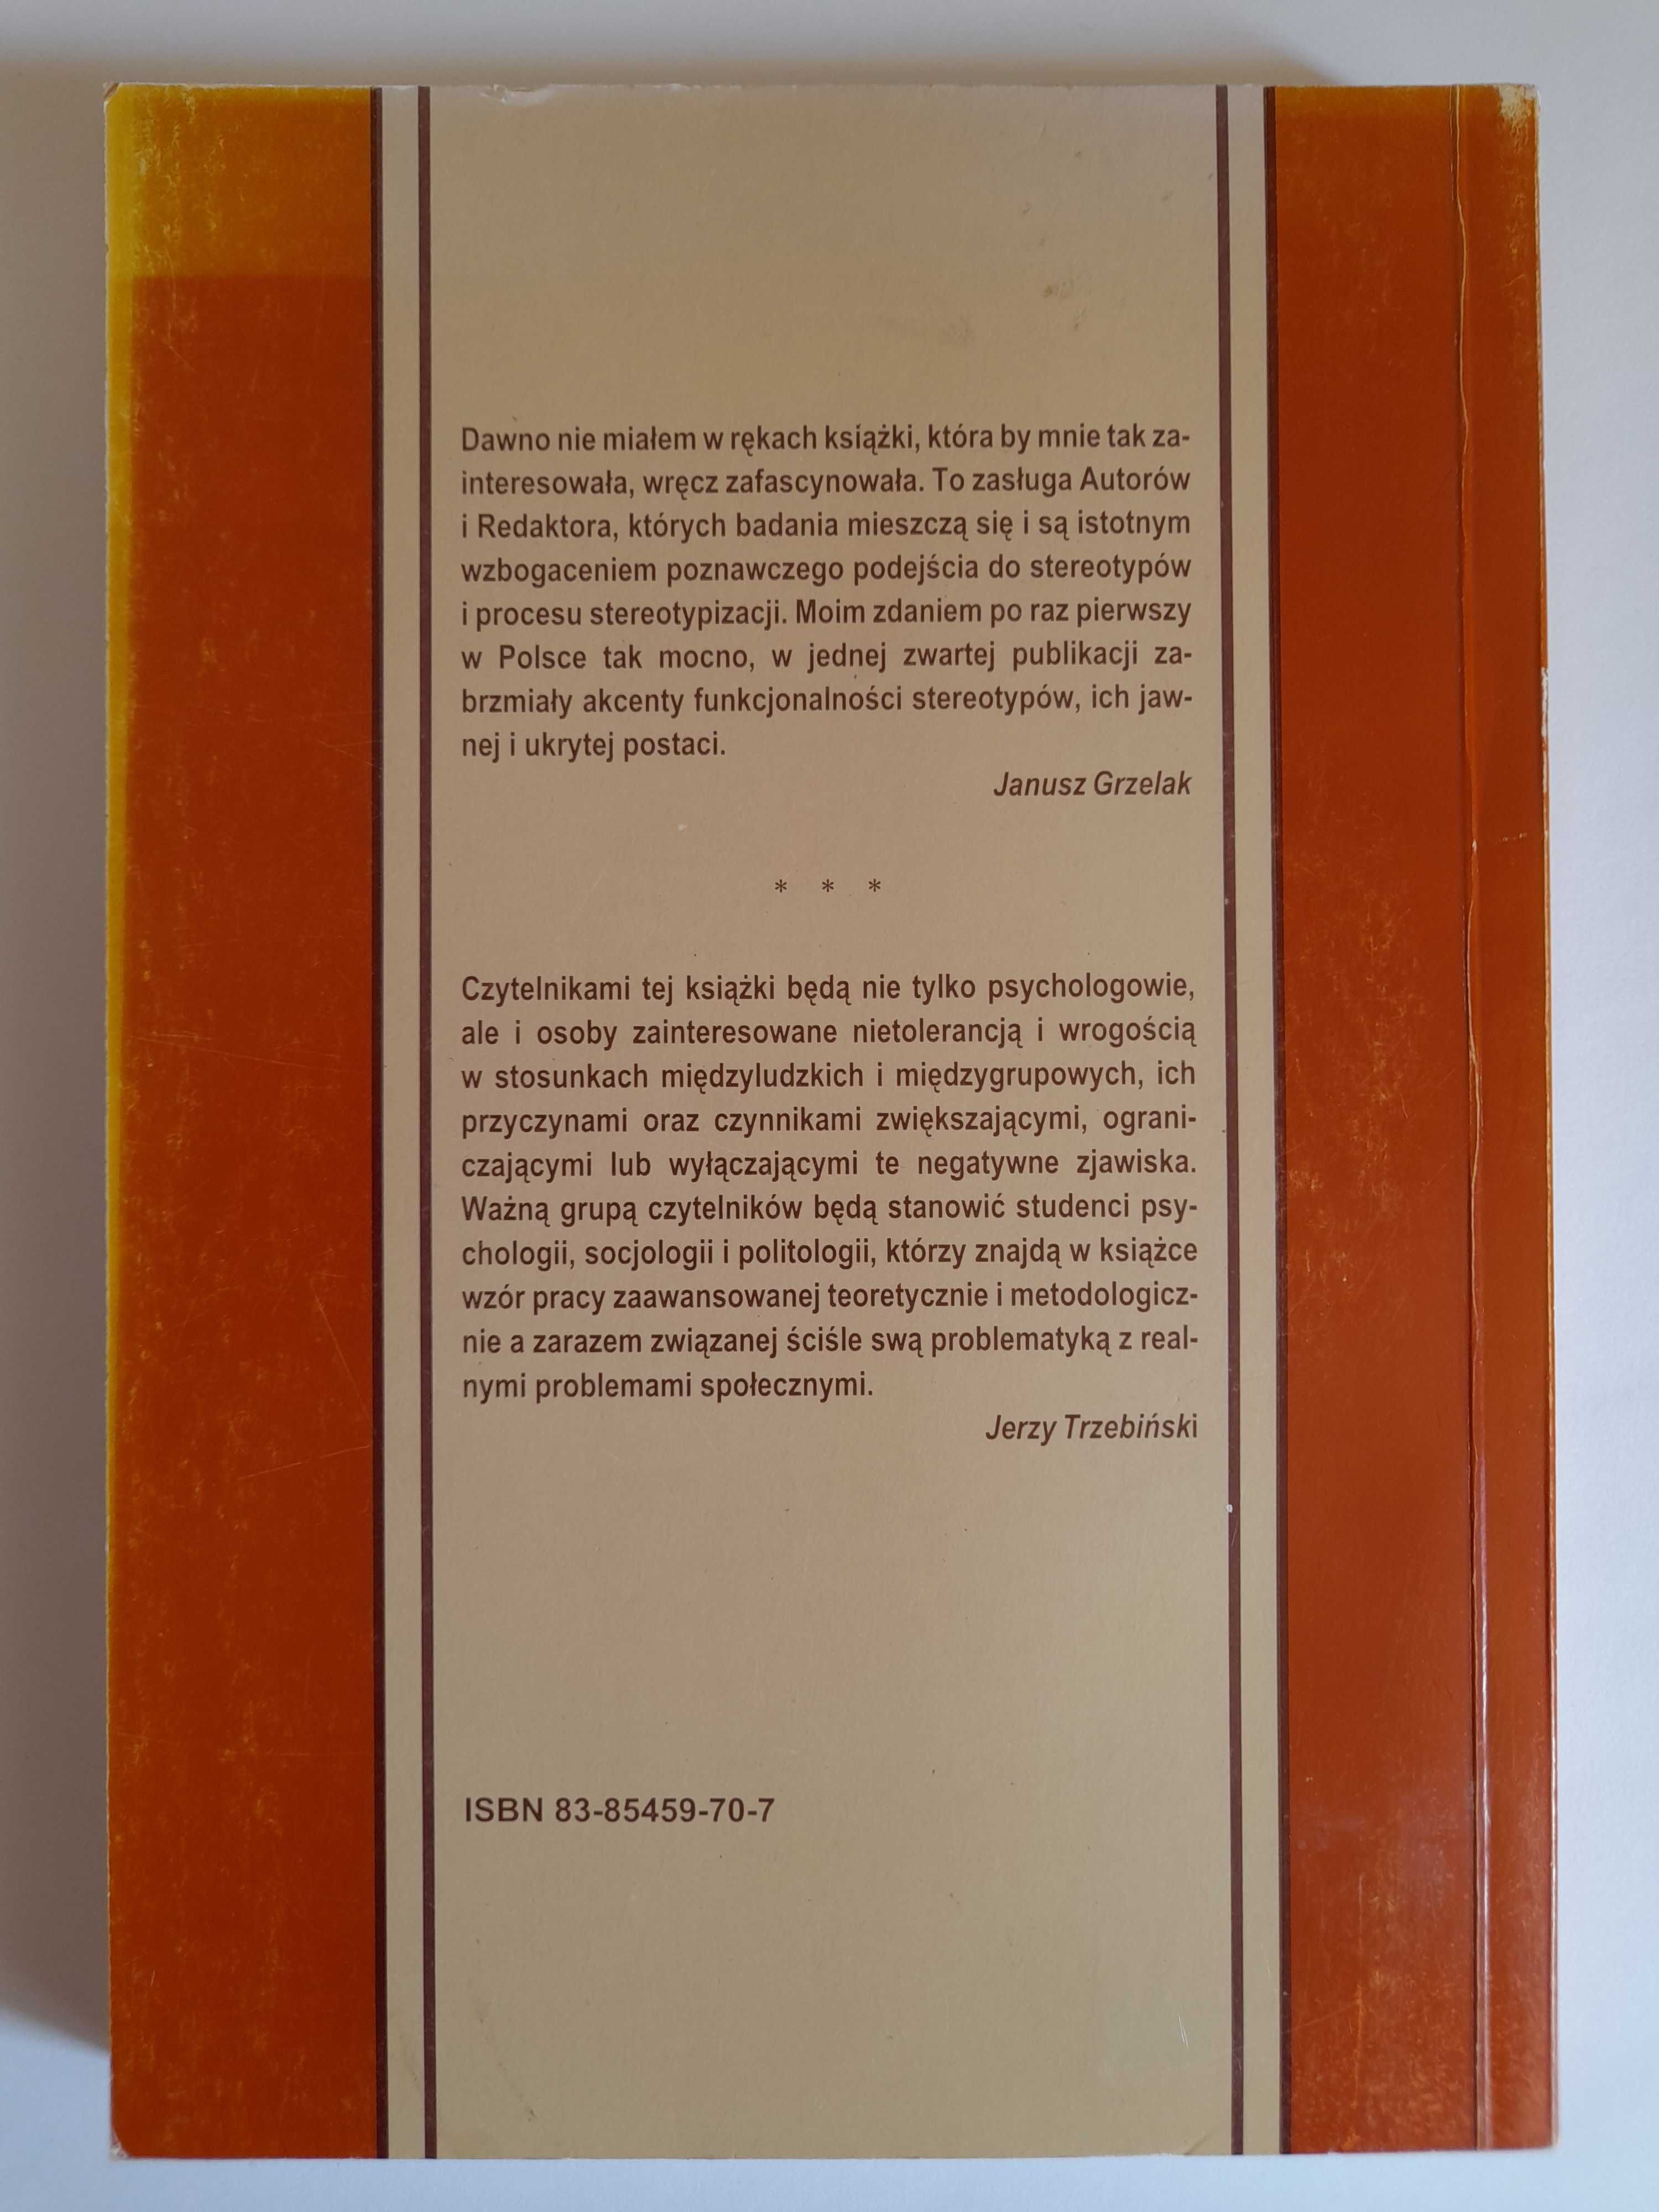 Dawno nie miałem w rękach książki, która by mnie tak za-
interesowała, wręcz zafascynowała. To zasługa Autorów
i Redaktora, których badania mieszczą się i są istotnym
wzbogaceniem poznawczego podejścia do stereotypów
i procesu stereotypizacji. Moim zdaniem po raz pierwszy
w Polsce tak mocno, w jednej zwartej publikacji za-
brzmiały akcenty funkcjonalności stereotypów, ich jaw-
nej i ukrytej postaci.
Janusz Grzelak
* * *
Czytelnikami tej książki będą nie tylko psychologowie,
ale i osoby zainteresowane nietolerancją i wrogością
w stosunkach międzyludzkich i międzygrupowych, ich
przyczynami oraz czynnikami zwiększającymi, ograni-
czającymi lub wyłączającymi te negatywne zjawiska.
Ważną grupą czytelników będą stanowić studenci psy-
chologii, socjologii i politologii, którzy znajdą w książce
wzór pracy zaawansowanej teoretycznie i metodologicz-
nie a zarazem związanej ściśle swą problematyką z real-
nymi problemami społecznymi.
Jerzy Trzebiński
ISBN 83-85459-70-7